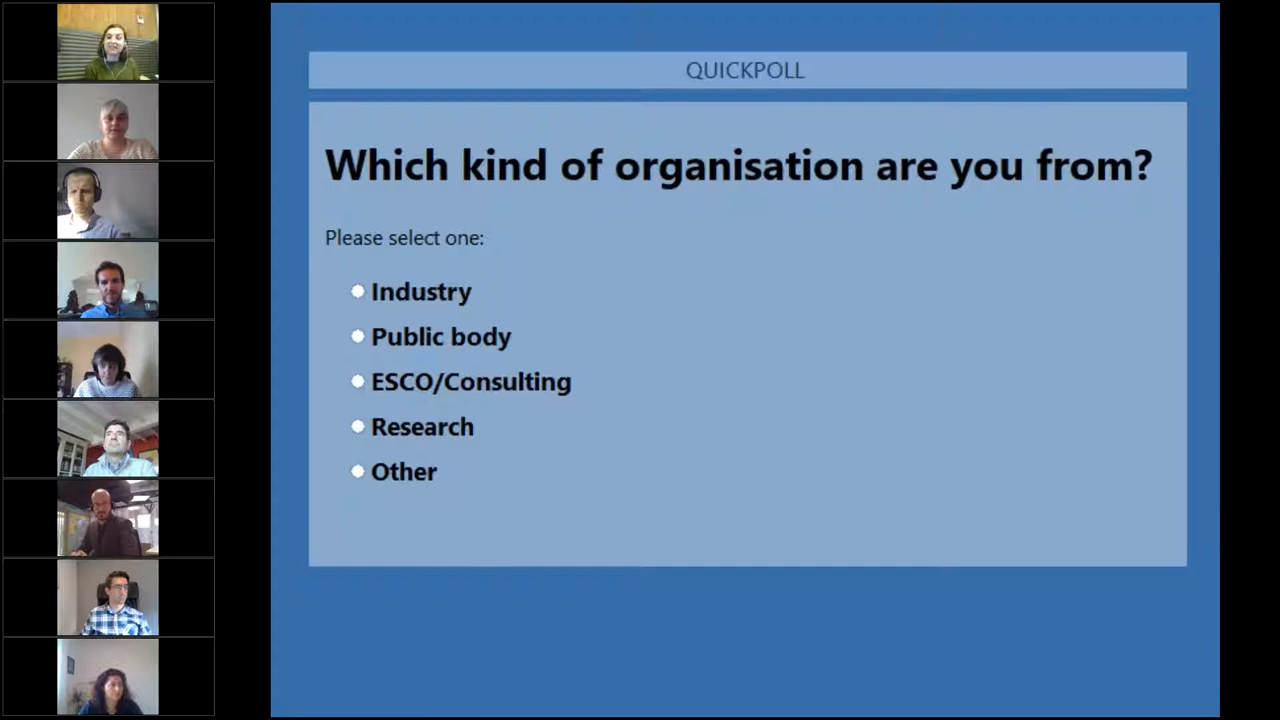 QUICKPOLL
Which kind of organisation are you from?
Please select one:
Industry
Public body
ESCO/Consulting
Research
Other